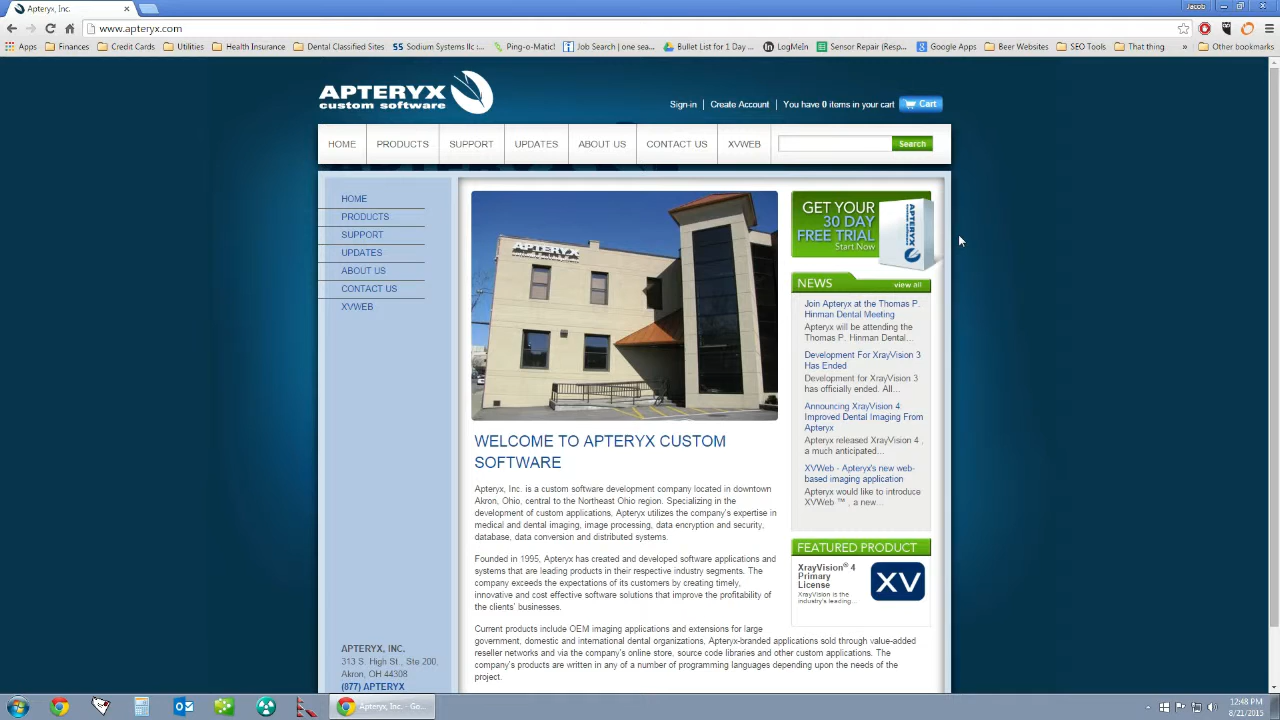 Apteryx, Inc.
Jacob
www.apteryx.com
Apps
Finances
Credit Cards
Utilities
Health Insurance
Dental Classified Sites
SS Sodium Systems llc :...
Ping-o-Matic!
Job Search | one sea...
Bullet List for 1 Day ...
LogMeIn
Sensor Repair (Resp...
Google Apps
Beer Websites
SEO Tools
That thing
»
Other bookmarks
APTERYX
custom software
Sign-in | Create Account | You have 0 items in your cart Cart
HOME
PRODUCTS
SUPPORT
UPDATES
ABOUT US
CONTACT US
XVWEB
Search
HOME
PRODUCTS
SUPPORT
UPDATES
ABOUT US
CONTACT US
XVWEB
APTERYX
GET YOUR
30 DAY
FREE TRIAL
Start Now
APTERYX
NEWS
view all
Join Apteryx at the Thomas P.
Hinman Dental Meeting
Apteryx will be attending the
Thomas P. Hinman Dental...
Development For XrayVision 3
Has Ended
Development for XrayVision 3
has officially ended. All...
Announcing XrayVision 4:
Improved Dental Imaging From
Apteryx
Apteryx released XrayVision 4 ,
a much anticipated...
XVWeb - Apteryx's new web-
based imaging application
Apteryx would like to introduce
XVWeb ™ , a new...
FEATURED PRODUCT
XrayVision® 4
Primary
License
XrayVision is the
industry's leading...
XV
WELCOME TO APTERYX CUSTOM
SOFTWARE
Apteryx, Inc. is a custom software development company located in downtown
Akron, Ohio, central to the Northeast Ohio region. Specializing in the
development of custom applications, Apteryx utilizes the company's expertise in
medical and dental imaging, image processing, data encryption and security,
database, data conversion and distributed systems.
Founded in 1995, Apteryx has created and developed software applications and
systems that are leading products in their respective industry segments. The
company exceeds the expectations of its customers by creating timely,
innovative and cost effective software solutions that improve the profitability of
the clients' businesses.
Current products include OEM imaging applications and extensions for large
government, domestic and international dental organizations, Apteryx-branded applications sold through value-added
reseller networks and via the company's online store, source code libraries and other custom applications. The
company's products are written in any of a number of programming languages depending upon the needs of the
project.
APTERYX, INC.
313 S. High St., Ste 200,
Akron, OH 44308
(877) APTERYX
Apteryx, Inc. - Go...
12:48 PM
8/21/2015